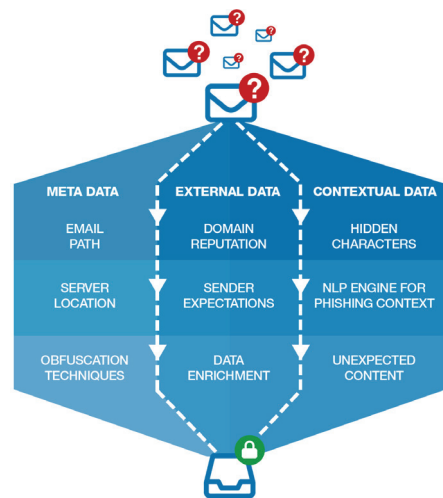 ?
?
?
?
?
?
META DATA
EXTERNAL DATA
CONTEXTUAL DATA
EMAIL
PATH
DOMAIN
REPUTATION
HIDDEN
CHARACTERS
SERVER
LOCATION
SENDER
EXPECTATIONS
NLP ENGINE FOR
PHISHING CONTEXT
OBFUSCATION
TECHNIQUES
DATA
ENRICHMENT
UNEXPECTED
CONTENT